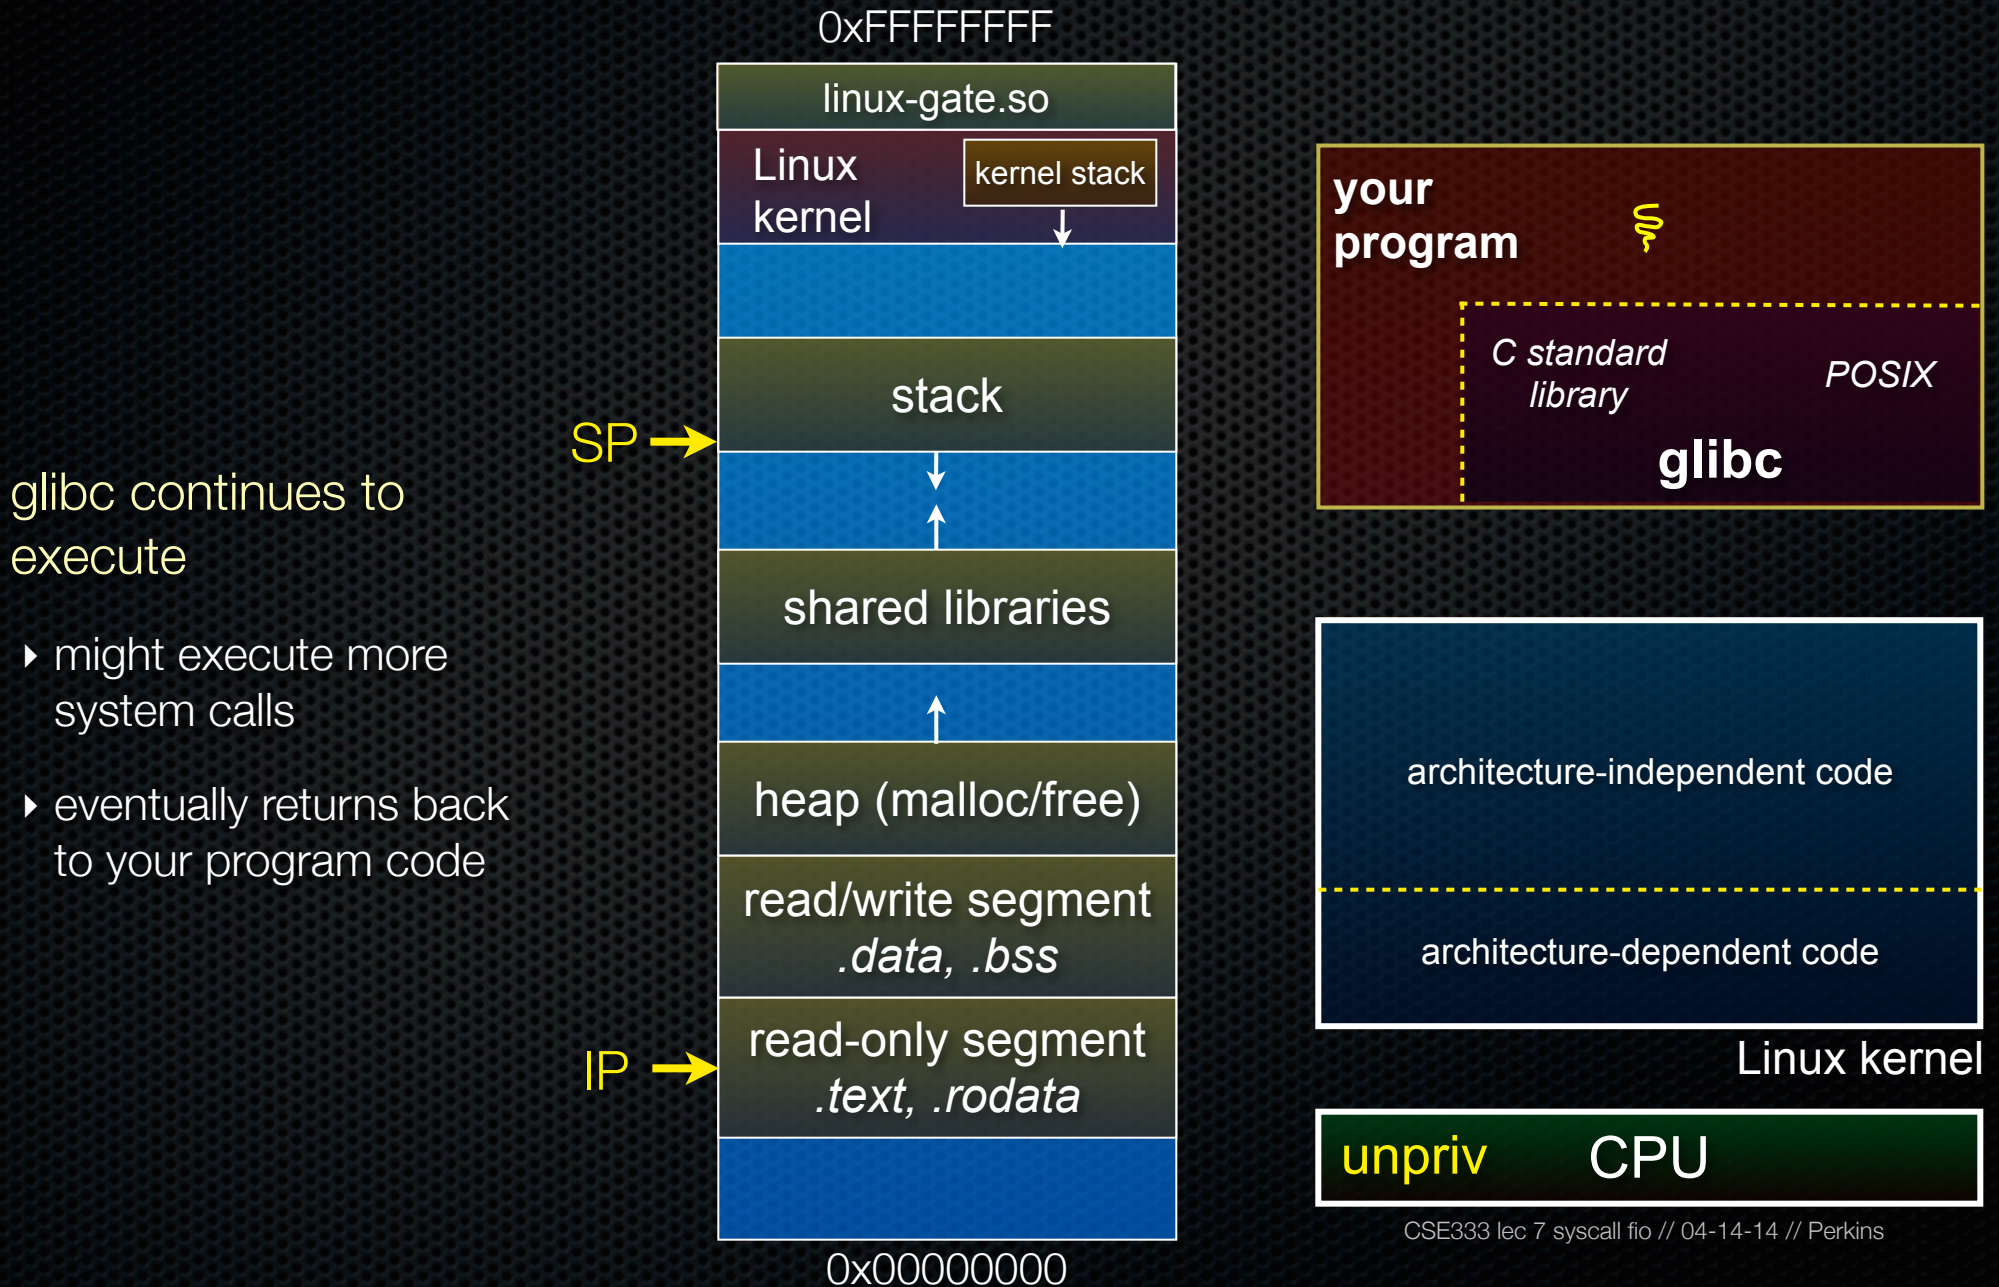 0xFFFFFFFF
linux-gate.so
Linux
kernel
kernel stack
stack
SP
shared libraries
heap (malloc/free)
read/write segment
.data, .bss
IP
read-only segment
.text, .rodata
0x00000000
glibc continues to
execute
‣ might execute more
system calls
‣ eventually returns back
to your program code
your
program
C standard
library
POSIX
glibc
architecture-independent code
architecture-dependent code
Linux kernel
unpriv CPU
CSE333 lec 7 syscall fio // 04-14-14 // Perkins